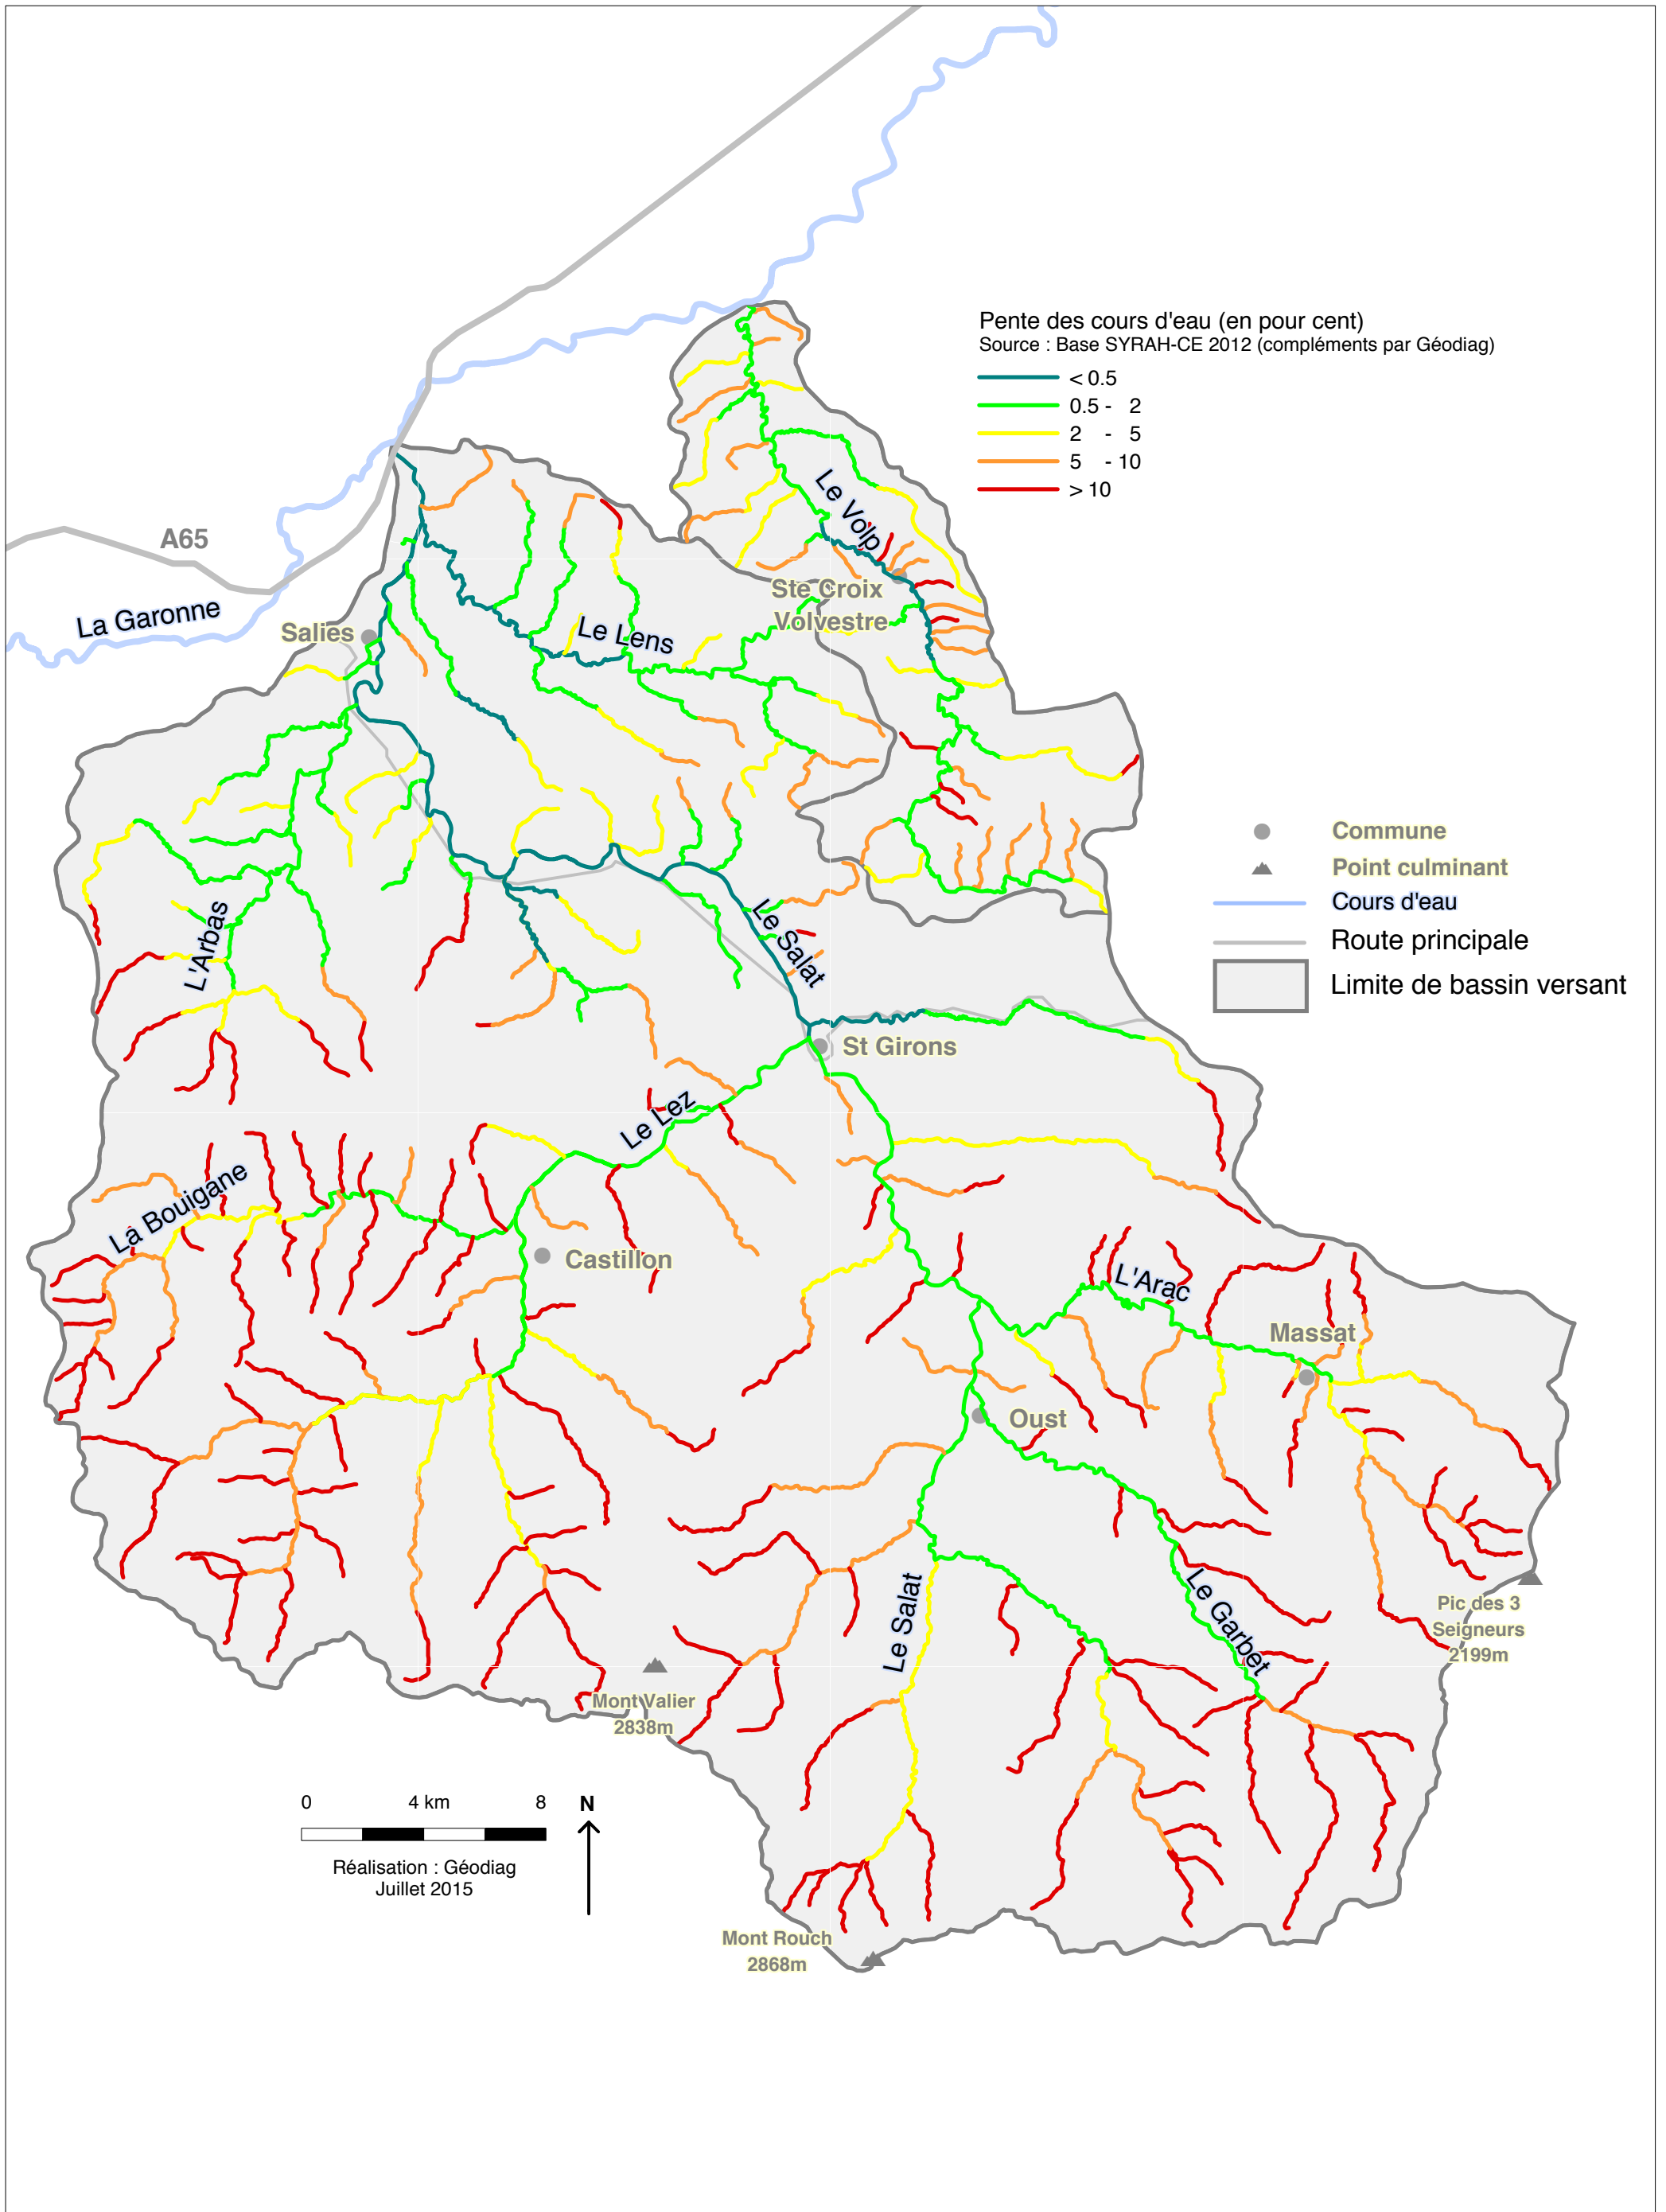 Pente des cours d'eau (en pour cent)
Source : Base SYRAH-CE 2012 (compléments par Géodiag)
< 0.5
0.5 - 2
2 - 5
5 - 10
> 10
Le Volp
A65
Ste Croix
Volvestre
La Garonne
Salies
Le Lens
Commune
Point culminant
Cours d'eau
Route principale
Limite de bassin versant
L'Arbas
Le Salat
St Girons
Le Lez
La Bouigane
Castillon
L'Arac
Massat
Oust
Le Salat
Le Garbet
Pic des 3
Seigneurs
2199m
Mont Valier
2838m
0 4 km 8
N
Réalisation : Géodiag
Juillet 2015
Mont Rouch
2868m